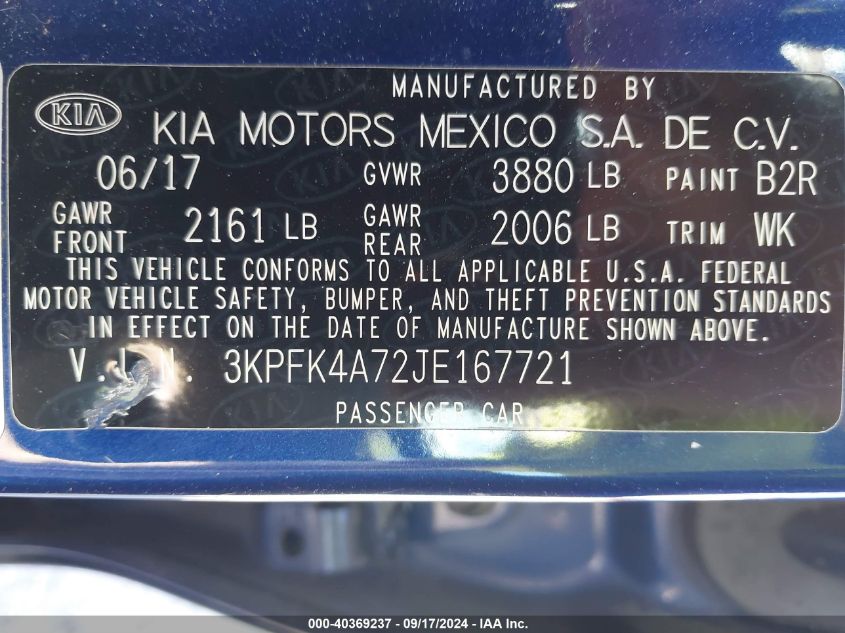 MANUFACTURED BY
KIA KIA MOTORS MEXICO S.A. DE C.V.
06/17 GVWR 3880 LB PAINT B2R
GAWR FRONT 2161 LB GAWR REAR 2006 LB TRIM WK
THIS VEHICLE CONFORMS TO ALL APPLICABLE U.S.A. FEDERAL
MOTOR VEHICLE SAFETY, BUMPER, AND THEFT PREVENTION STANDARDS
IN EFFECT ON THE DATE OF MANUFACTURE SHOWN ABOVE.
V.I.N. 3KPFK4A72JE167721
PASSENGER CAR
000-40369237 - 09/17/2024 - IAA Inc.